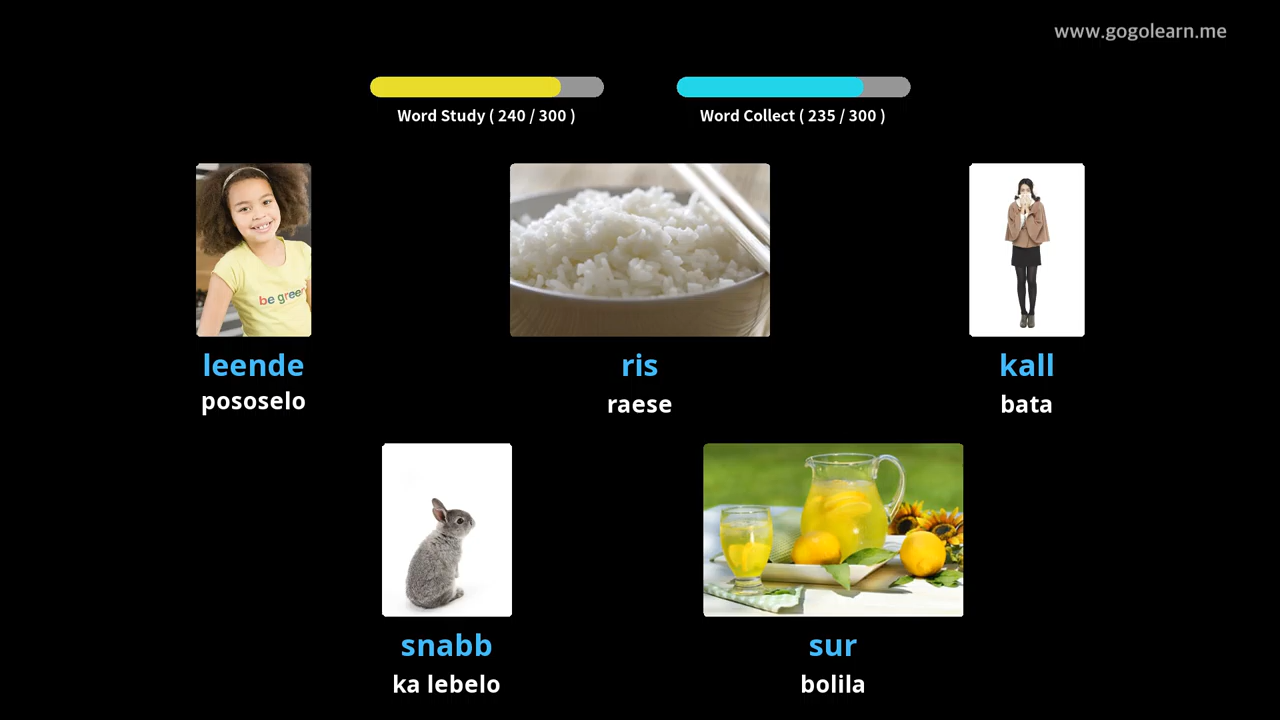 www.gogolearn.me
Word Study ( 240 / 300 )
Word Collect ( 235 / 300 )
be green
leende
pososelo
ris
raese
kall
bata
snabb
ka lebelo
sur
bolila